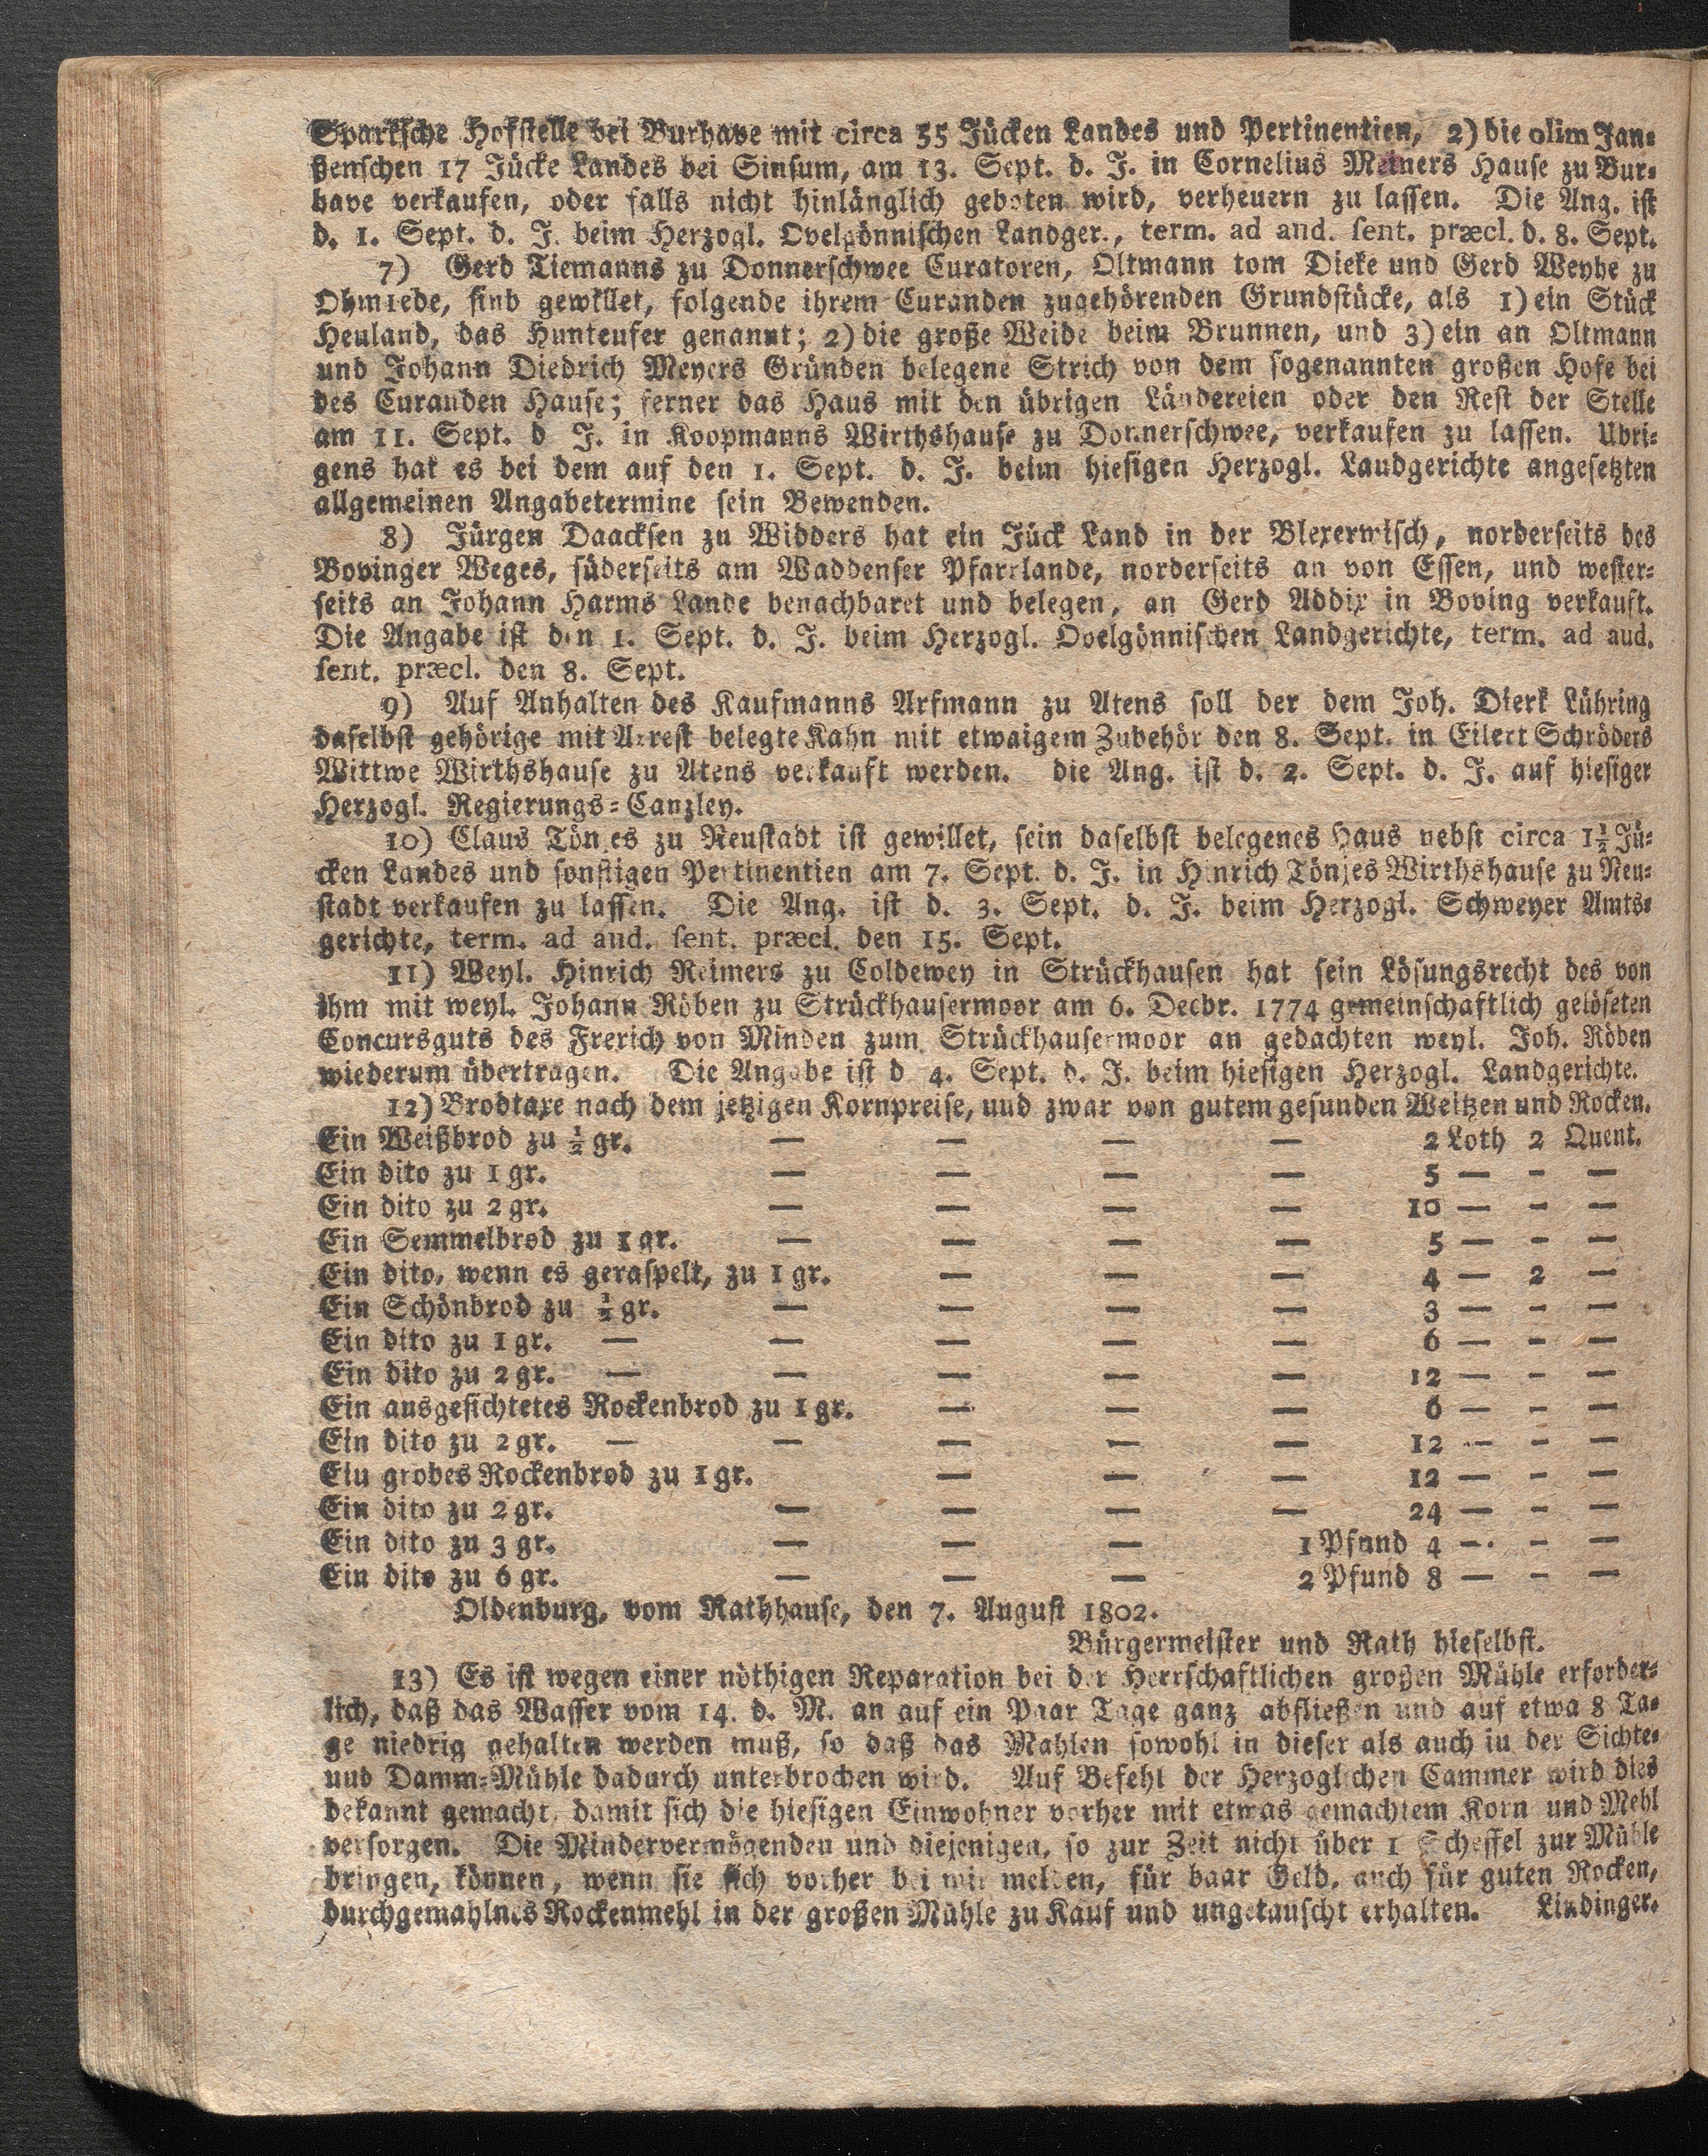 Sparksche Hofstelle bei Burhave mit circa 55 Jücken Landes und Pertinentien, 2) die olim Jan=
ßenschen 17 Jücke Landes bei Sinsum, am 13. Sept. d. J. in Cornelius Meiners Hause zu Bur=
have verkaufen, oder falls nicht hinlänglich geboten wird, verheuern zu lassen. Die Ang. ist
d. 1. Sept. d. J. beim Herzogl. Ovelgönnischen Landger., term. ad aud. sent. præcl. d. 8. Sept.
7) Gerd Tiemanns zu Donnerschwee Curatoren, Oltmann tom Dieke und Gerd Weyhe zu
Ohmstede, sind gewillet, folgende ihrem Curanden zugehörenden Grundstücke, als 1) ein Stück
Heuland, das Hunteufer genannt; 2) die große Weide beim Brunnen, und 3) ein an Oltmann
und Johann Diedrich Meyers Gründen belegene Strich von dem sogenannten großen Hofe bei
des Curanden Hause; ferner das Haus mit den übrigen Ländereien oder den Rest der Stelle
am 11. Sept. d J. in Koopmanns Wirthshause zu Donnerschwee, verkaufen zu lassen. Übri=
gens hat es bei dem auf den 1. Sept. d. J. beim hiesigen Herzogl. Landgerichte angesetzten
allgemeinen Angabetermine sein Bewenden.
8) Jürgen Daacksen zu Widders hat ein Jück Land in der Blexerwisch, norderseits des
Bovinger Weges, süderseits am Waddenser Pfarrlande, norderseits an von Essen, und wester=
seits an Johann Harms Lande benachbaret und belegen, an Gerd Addix in Boving verkauft.
Die Angabe ist den 1. Sept. d. J. beim Herzogl. Ovelgönnischen Landgerichte, term. ad aud.
sent. præcl. den 8. Sept.
9) Auf Anhalten des Kaufmanns Arfmann zu Atens soll der dem Joh. Dierk Lühring
daselbst gehörige mit Arrest belegte Kahn mit etwaigem Zubehör den 8. Sept. in Eilert Schröders
Wittwe Wirthshause zu Atens verkauft werden. die Ang. ist d. 2. Sept. d. J. auf hiesiger
Herzogl. Regierungs=Canzley.
10) Claus Tönjes zu Neustadt ist gewillet, sein daselbst belegenes Haus nebst circa 1½ Jü=
cken Landes und sonstigen Pertinentien am 7. Sept. d. J. in Hinrich Tönjes Wirthshause zu Neu=
stadt verkaufen zu lassen. Die Ang. ist d. 3. Sept. d. J. beim Herzogl. Schweyer Amts=
gerichte, term. ad aud. sent. præcl. den 15. Sept.
11) Weyl. Hinrich Reimers zu Coldewey in Strückhausen hat sein Lösungsrecht des von
ihm mit weyl. Johann Röben zu Strückhausermoor am 6. Decbr. 1774 gemeinschaftlich gelöseten
Concursguts des Frerich von Minden zum Strückhausermoor an gedachten weyl. Joh. Röben
wiederum übertragen. Die Angabe ist d 4. Sept. d. J. beim hiesigen Herzogl. Landgerichte.
12) Brodtaxe nach dem jetzigen Kornpreise, und zwar von gutem gesunden Weitzen und Rocken.
Ein Weißbrod zu ½ gr. — — — — 2 Loth 2 Quent.
Ein dito zu 1 gr. — — — — 5 — - —
Ein dito zu 2 gr. — — — — 10 — - —
Ein Semmelbrod zu 1 gr. — — — — 5 — - —
Ein dito, wenn es geraspelt, zu 1 gr. — — — 4 — 2 —
Ein Schönbrod zu ½ gr. — — — — 3 — - —
Ein dito zu 1 gr. — — — — — 6 — - —
Ein dito zu 2 gr. — — — — — 12 — - —
Ein ausgesichtetes Rockenbrod zu 1 gr. — — — 6 — - —
Ein dito zu 2 gr. — — — — — 12 — - —
Ein grobes Rockenbrod zu 1 gr. — — — 12 — - —
Ein dito zu 2 gr. — — — — 24 — - —
Ein dito zu 3 gr. — — — 1 Pfund 4 — - —
Ein dito zu 6 gr. — — — 2 Pfund 8 — - —
Oldenburg, vom Rathhause, den 7. August 1802.
Bürgermeister und Rath hieselbst.
13) Es ist wegen einer nöthigen Reparation bei der Herrschaftlichen großen Mühle erforder=
lich, daß das Wasser vom 14. d. M. an auf ein Paar Tage ganz abfließen und auf etwa 8 Ta=
ge niedrig gehalten werden muß, so daß das Mahlen sowohl in dieser als auch in der Sichte=
und Damm=Mühle dadurch unterbrochen wird. Auf Befehl der Herzoglichen Cammer wird dies
bekannt gemacht, damit sich die hiesigen Einwohner vorher mit etwas gemachtem Korn und Mehl
versorgen. Die Mindervermögenden und diejenigen, so zur Zeit nicht über 1 Scheffel zur Mühle
bringen, können, wenn sie sich vorher bei mir melden, für baar Geld, auch für guten Rocken,
durchgemahlnes Rockenmehl in der großen Mühle zu Kauf und ungetauscht erhalten. Lindinger.